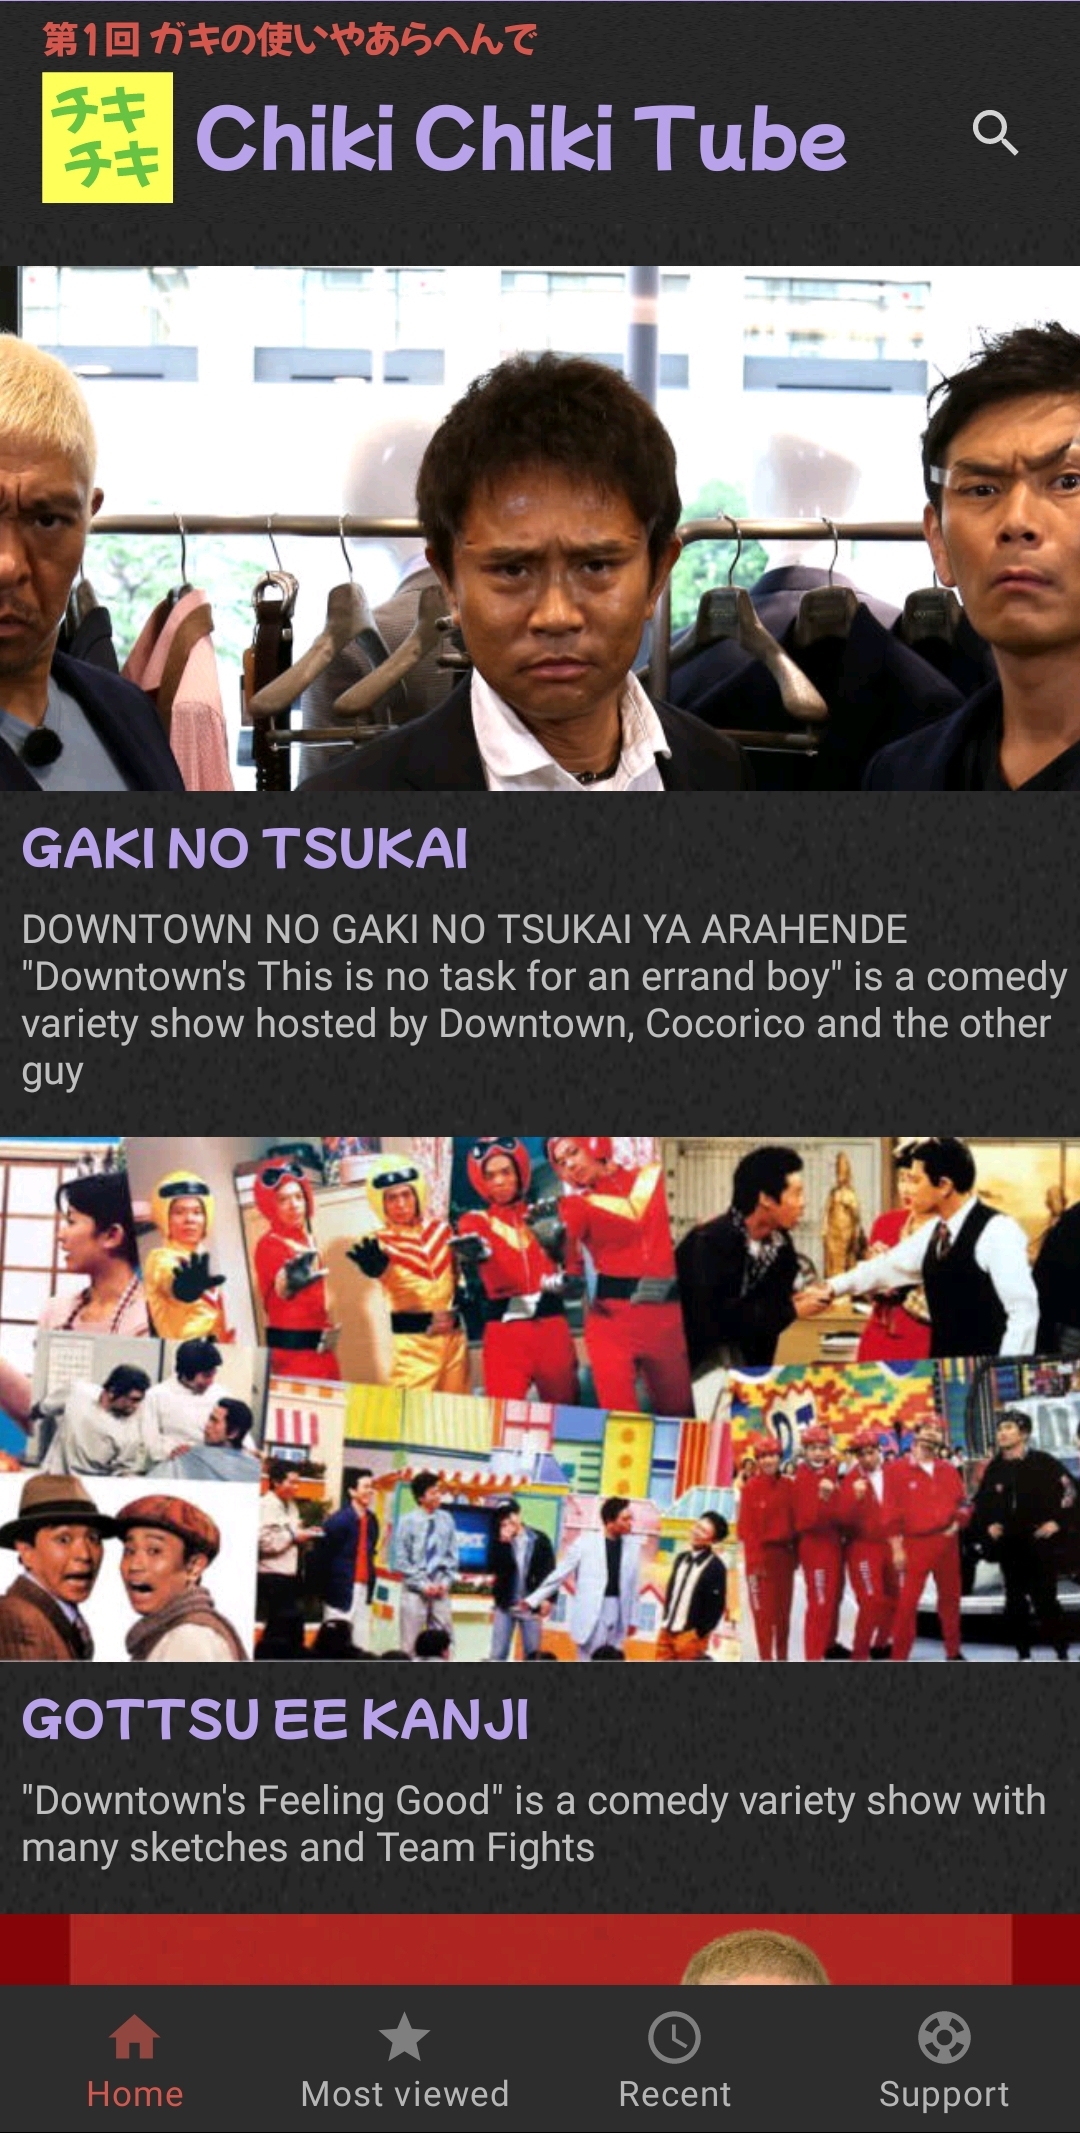 第1回 ガキの使いやあらへんで
チキ
チキ
Chiki Chiki Tube
GAKI NO TSUKAI
DOWNTOWN NO GAKI NO TSUKAI YA ARAHENDE
"Downtown's This is no task for an errand boy" is a comedy
variety show hosted by Downtown, Cocorico and the other
guy
GOTTSU EE KANJI
"Downtown's Feeling Good" is a comedy variety show with
many sketches and Team Fights
Home
Most viewed
Recent
Support